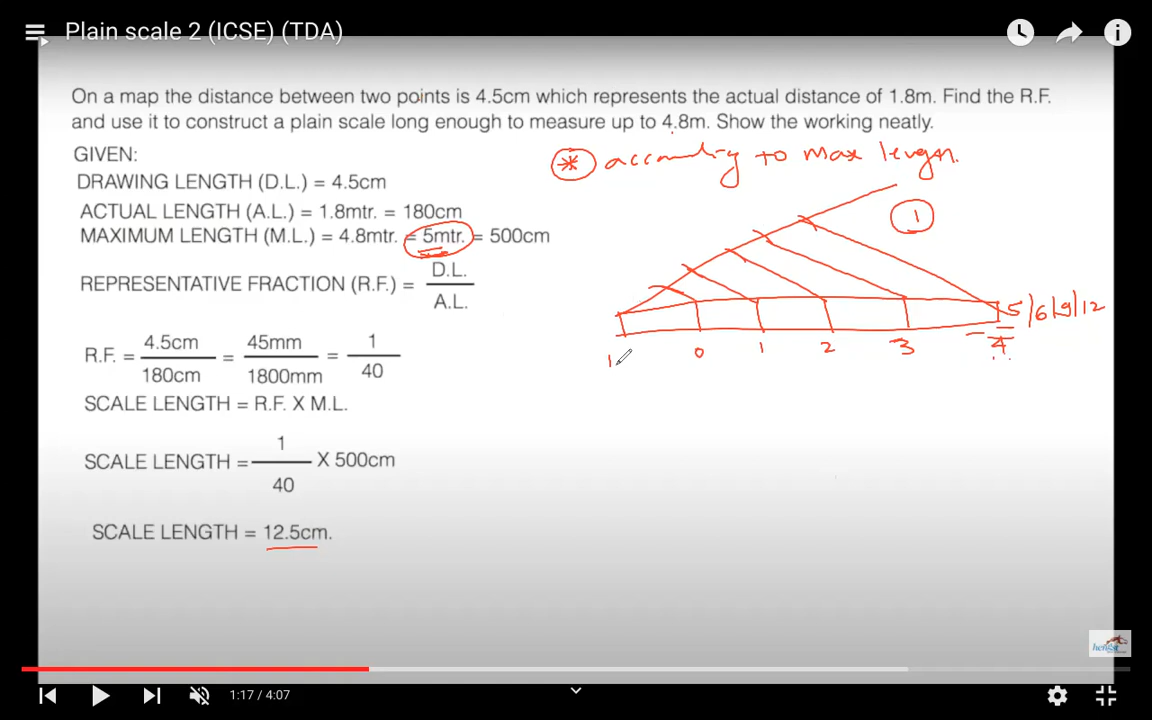 Plain scale 2 (ICSE) (TDA)
On a map the distance between two points is 4.5cm which represents the actual distance of 1.8m. Find the R.F.
and use it to construct a plain scale long enough to measure up to 4.8m. Show the working neatly.
GIVEN:
* according to max length.
DRAWING LENGTH (D.L.) = 4.5cm
ACTUAL LENGTH (A.L.) = 1.8mtr. = 180cm
1
MAXIMUM LENGTH (M.L.) = 4.8mtr. = 5mtr. = 500cm
REPRESENTATIVE FRACTION (R.F.) = D.L.
A.L.
5/6/9/12
R.F. = 4.5cm = 45mm = 1
180cm 1800mm 40
1 0 1 2 3 4
SCALE LENGTH = R.F. X M.L.
SCALE LENGTH = 1 X 500cm
40
SCALE LENGTH = 12.5cm.
hengst
1:17 / 4:07